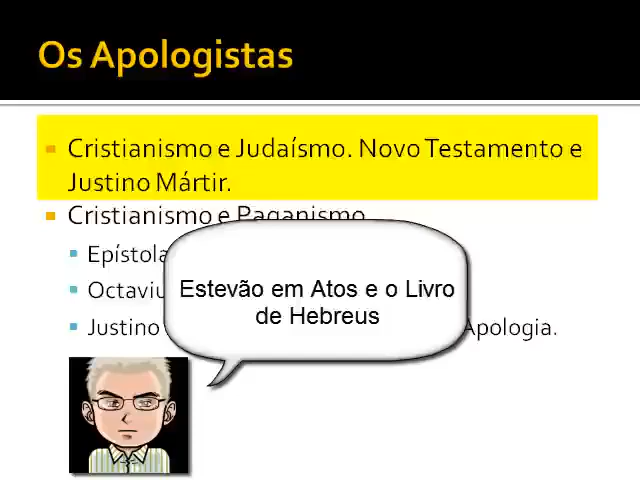 Os Apologistas
Cristianismo e Judaísmo. Novo Testamento e
Justino Mártir.
Cristianismo e Paganismo
Epístola
Estevão em Atos e o Livro
de Hebreus
Justino
Apologia.